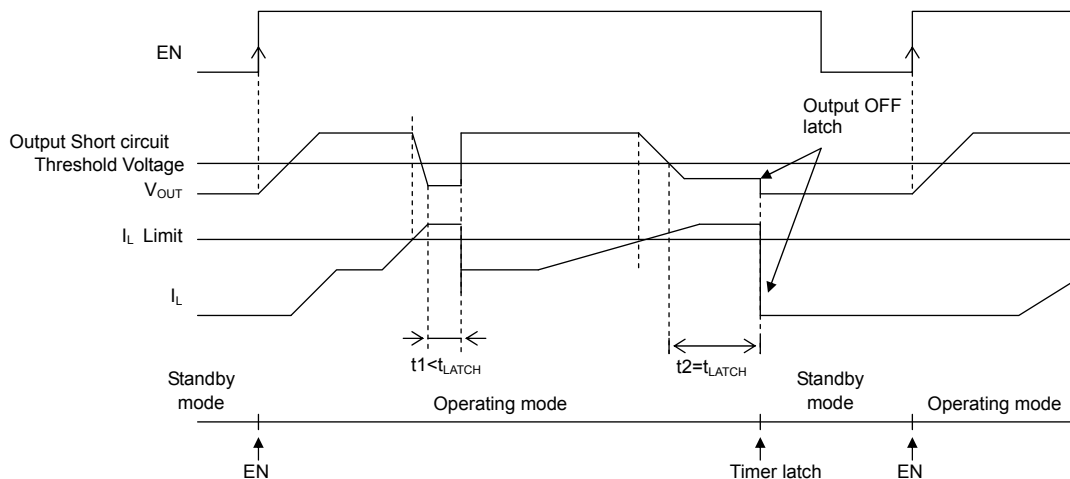 EN
Output OFF
latch
Output Short circuit
Threshold Voltage
VOUT
IL Limit
IL
t1<tLATCH
t2=tLATCH
Standby
mode
Operating mode
Standby
mode
Operating mode
EN
Timer latch
EN